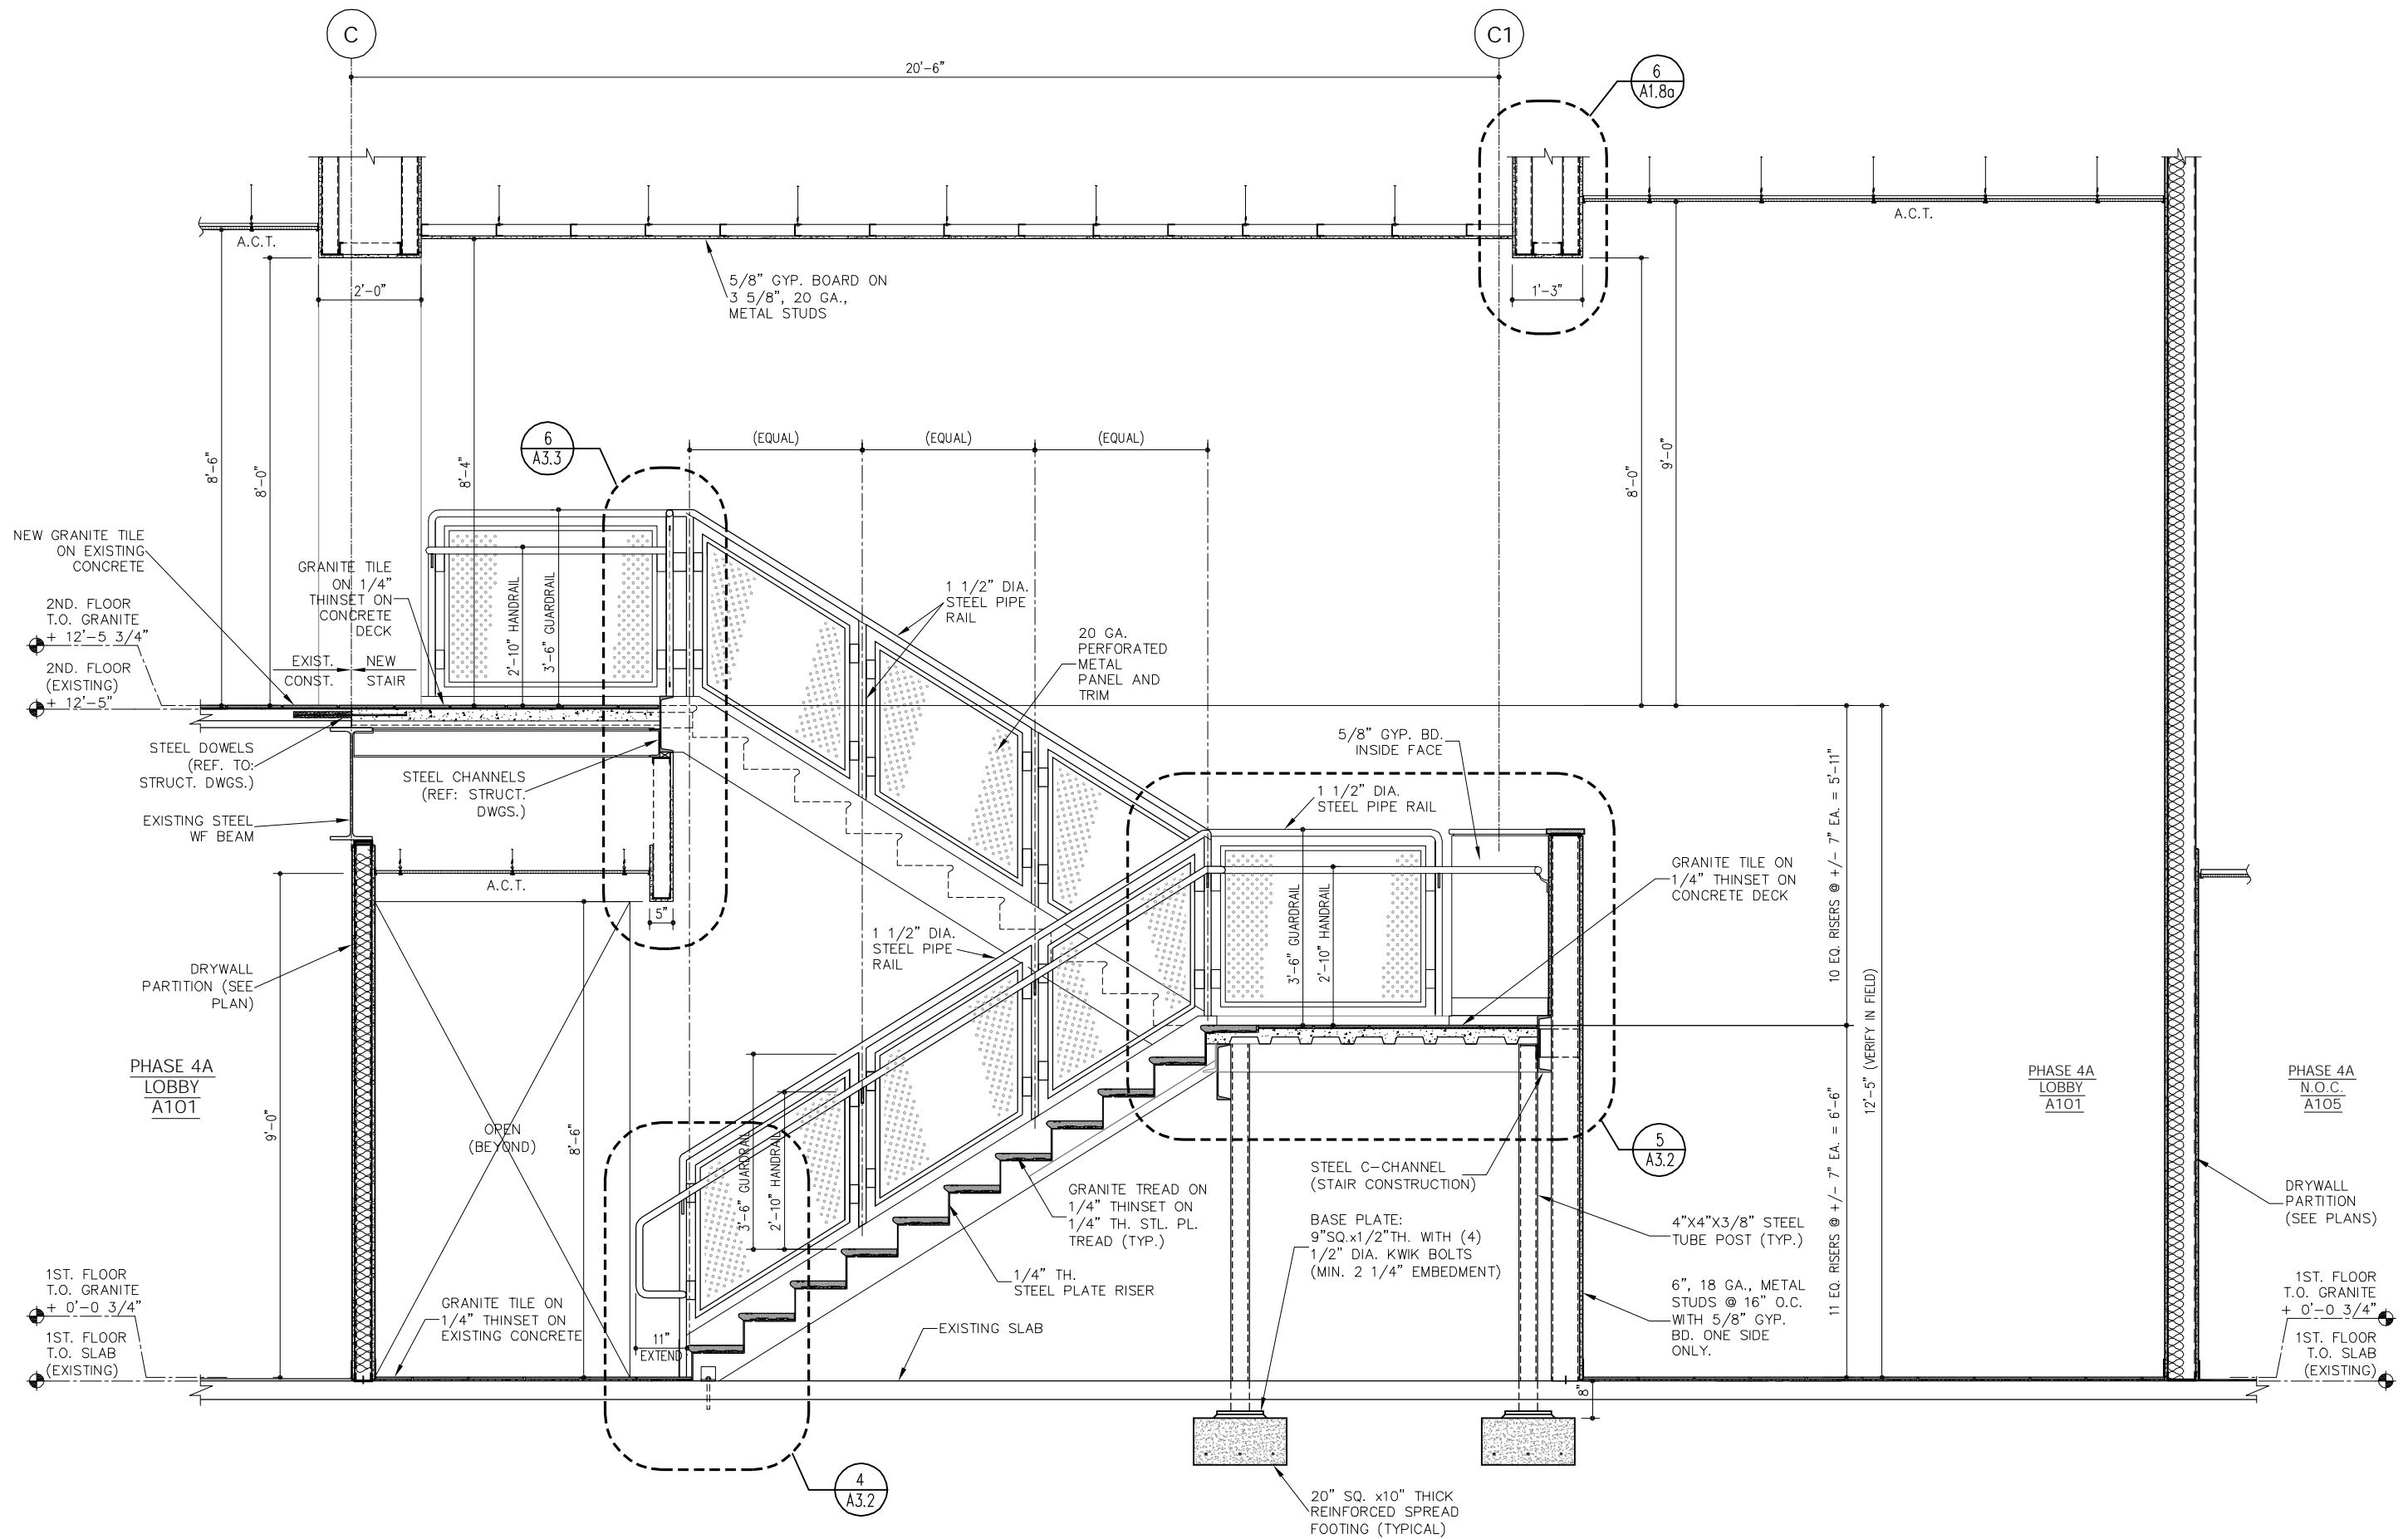 C
C1
20'-6"
6
A1.8a
A.C.T.
A.C.T.
2'-0"
5/8" GYP. BOARD ON
3 5/8", 20 GA.,
METAL STUDS
1'-3"
8'-6"
8'-0"
8'-4"
6
A3.3
(EQUAL)
(EQUAL)
(EQUAL)
8'-0"
9'-0"
NEW GRANITE TILE
ON EXISTING
CONCRETE
2ND. FLOOR
T.O. GRANITE
+ 12'-5 3/4"
2ND. FLOOR
(EXISTING)
+ 12'-5"
GRANITE TILE
ON 1/4"
THINSET ON
CONCRETE
DECK
EXIST.
CONST.
NEW
STAIR
2'-10" HANDRAIL
3'-6" GUARDRAIL
1 1/2" DIA.
STEEL PIPE
RAIL
20 GA.
PERFORATED
METAL
PANEL AND
TRIM
STEEL DOWELS
(REF. TO:
STRUCT. DWGS.)
STEEL CHANNELS
(REF: STRUCT.
DWGS.)
EXISTING STEEL
WF BEAM
A.C.T.
5"
5/8" GYP. BD.
INSIDE FACE
1 1/2" DIA.
STEEL PIPE RAIL
GRANITE TILE ON
1/4" THINSET ON
CONCRETE DECK
10 EQ. RISERS @ +/- 7" EA. = 5'-11"
1 1/2" DIA.
STEEL PIPE
RAIL
3'-6" GUARDRAIL
2'-10" HANDRAIL
DRYWALL
PARTITION (SEE
PLAN)
12'-5" (VERIFY IN FIELD)
PHASE 4A
LOBBY
A101
9'-0"
OPEN
(BEYOND)
8'-6"
3'-6" GUARDRAIL
2'-10" HANDRAIL
PHASE 4A
LOBBY
A101
PHASE 4A
N.O.C.
A105
5
A3.2
11 EQ. RISERS @ +/- 7" EA. = 6'-6"
GRANITE TREAD ON
1/4" THINSET ON
1/4" TH. STL. PL.
TREAD (TYP.)
STEEL C-CHANNEL
(STAIR CONSTRUCTION)
BASE PLATE:
9"SQ.x1/2"TH. WITH (4)
1/2" DIA. KWIK BOLTS
(MIN. 2 1/4" EMBEDMENT)
4"X4"X3/8" STEEL
TUBE POST (TYP.)
DRYWALL
PARTITION
(SEE PLANS)
1/4" TH.
STEEL PLATE RISER
6", 18 GA., METAL
STUDS @ 16" O.C.
WITH 5/8" GYP.
BD. ONE SIDE
ONLY.
1ST. FLOOR
T.O. GRANITE
+ 0'-0 3/4"
1ST. FLOOR
T.O. SLAB
(EXISTING)
GRANITE TILE ON
1/4" THINSET ON
EXISTING CONCRETE
11"
EXTEND
EXISTING SLAB
1ST. FLOOR
T.O. GRANITE
+ 0'-0 3/4"
1ST. FLOOR
T.O. SLAB
(EXISTING)
8"
4
A3.2
20" SQ. x10" THICK
REINFORCED SPREAD
FOOTING (TYPICAL)